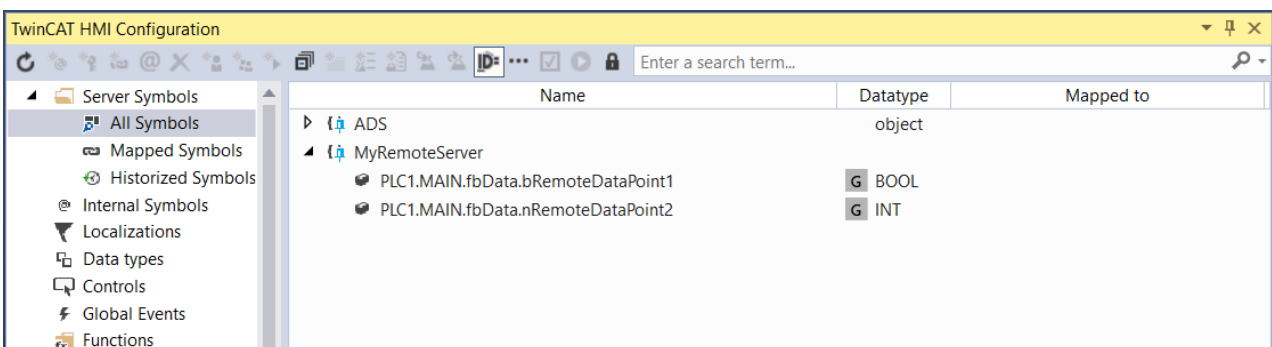 TwinCAT HMI Configuration
ID= Enter a search term...
Server Symbols Name Datatype Mapped to
All Symbols ADS object
Mapped Symbols MyRemoteServer
Historized Symbols PLC1.MAIN.fbData.bRemoteDataPoint1 G BOOL
Internal Symbols PLC1.MAIN.fbData.nRemoteDataPoint2 G INT
Localizations
Data types
Controls
Global Events
Functions